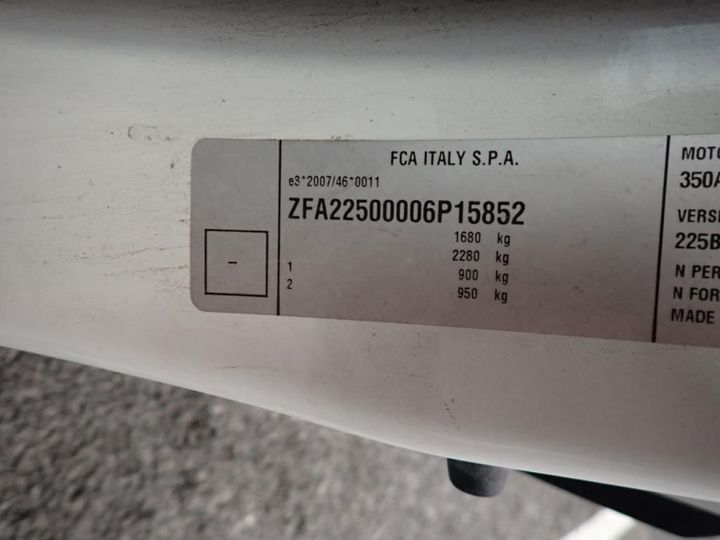 FCA ITALY S.P.A.
e3*2007/46*0011
ZFA22500006P15852
1680 kg
2280 kg
1 900 kg
2 950 kg
-
MOTO
350A
VERSI
225B
N PER
N FOR
MADE